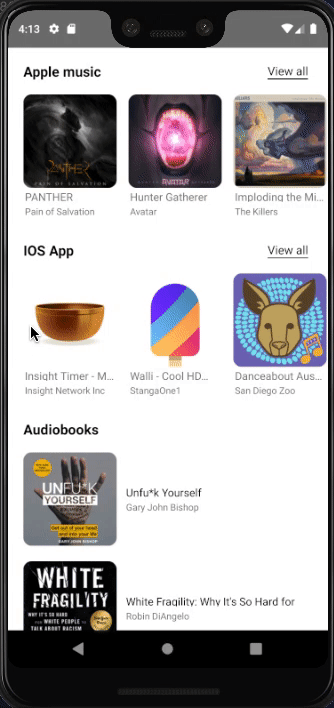 4:13
Apple music
View all
PANTHER
PAIN OF SALVATION
AVATAR
PANTHER
Hunter Gatherer
Imploding the Mi...
Pain of Salvation
Avatar
The Killers
IOS App
View all
Insight Timer - M...
Walli - Cool HD...
Danceabout Aus...
Insight Network Inc
StangaOne1
San Diego Zoo
Audiobooks
UNFU*K
YOURSELF
Get out of your head
and into your life
GARY JOHN BISHOP
Unfu*k Yourself
Gary John Bishop
WHITE
FRAGILITY
WHY IT'S SO HARD
FOR WHITE PEOPLE TO
TALK ABOUT RACISM
White Fragility: Why It's So Hard for
Robin DiAngelo